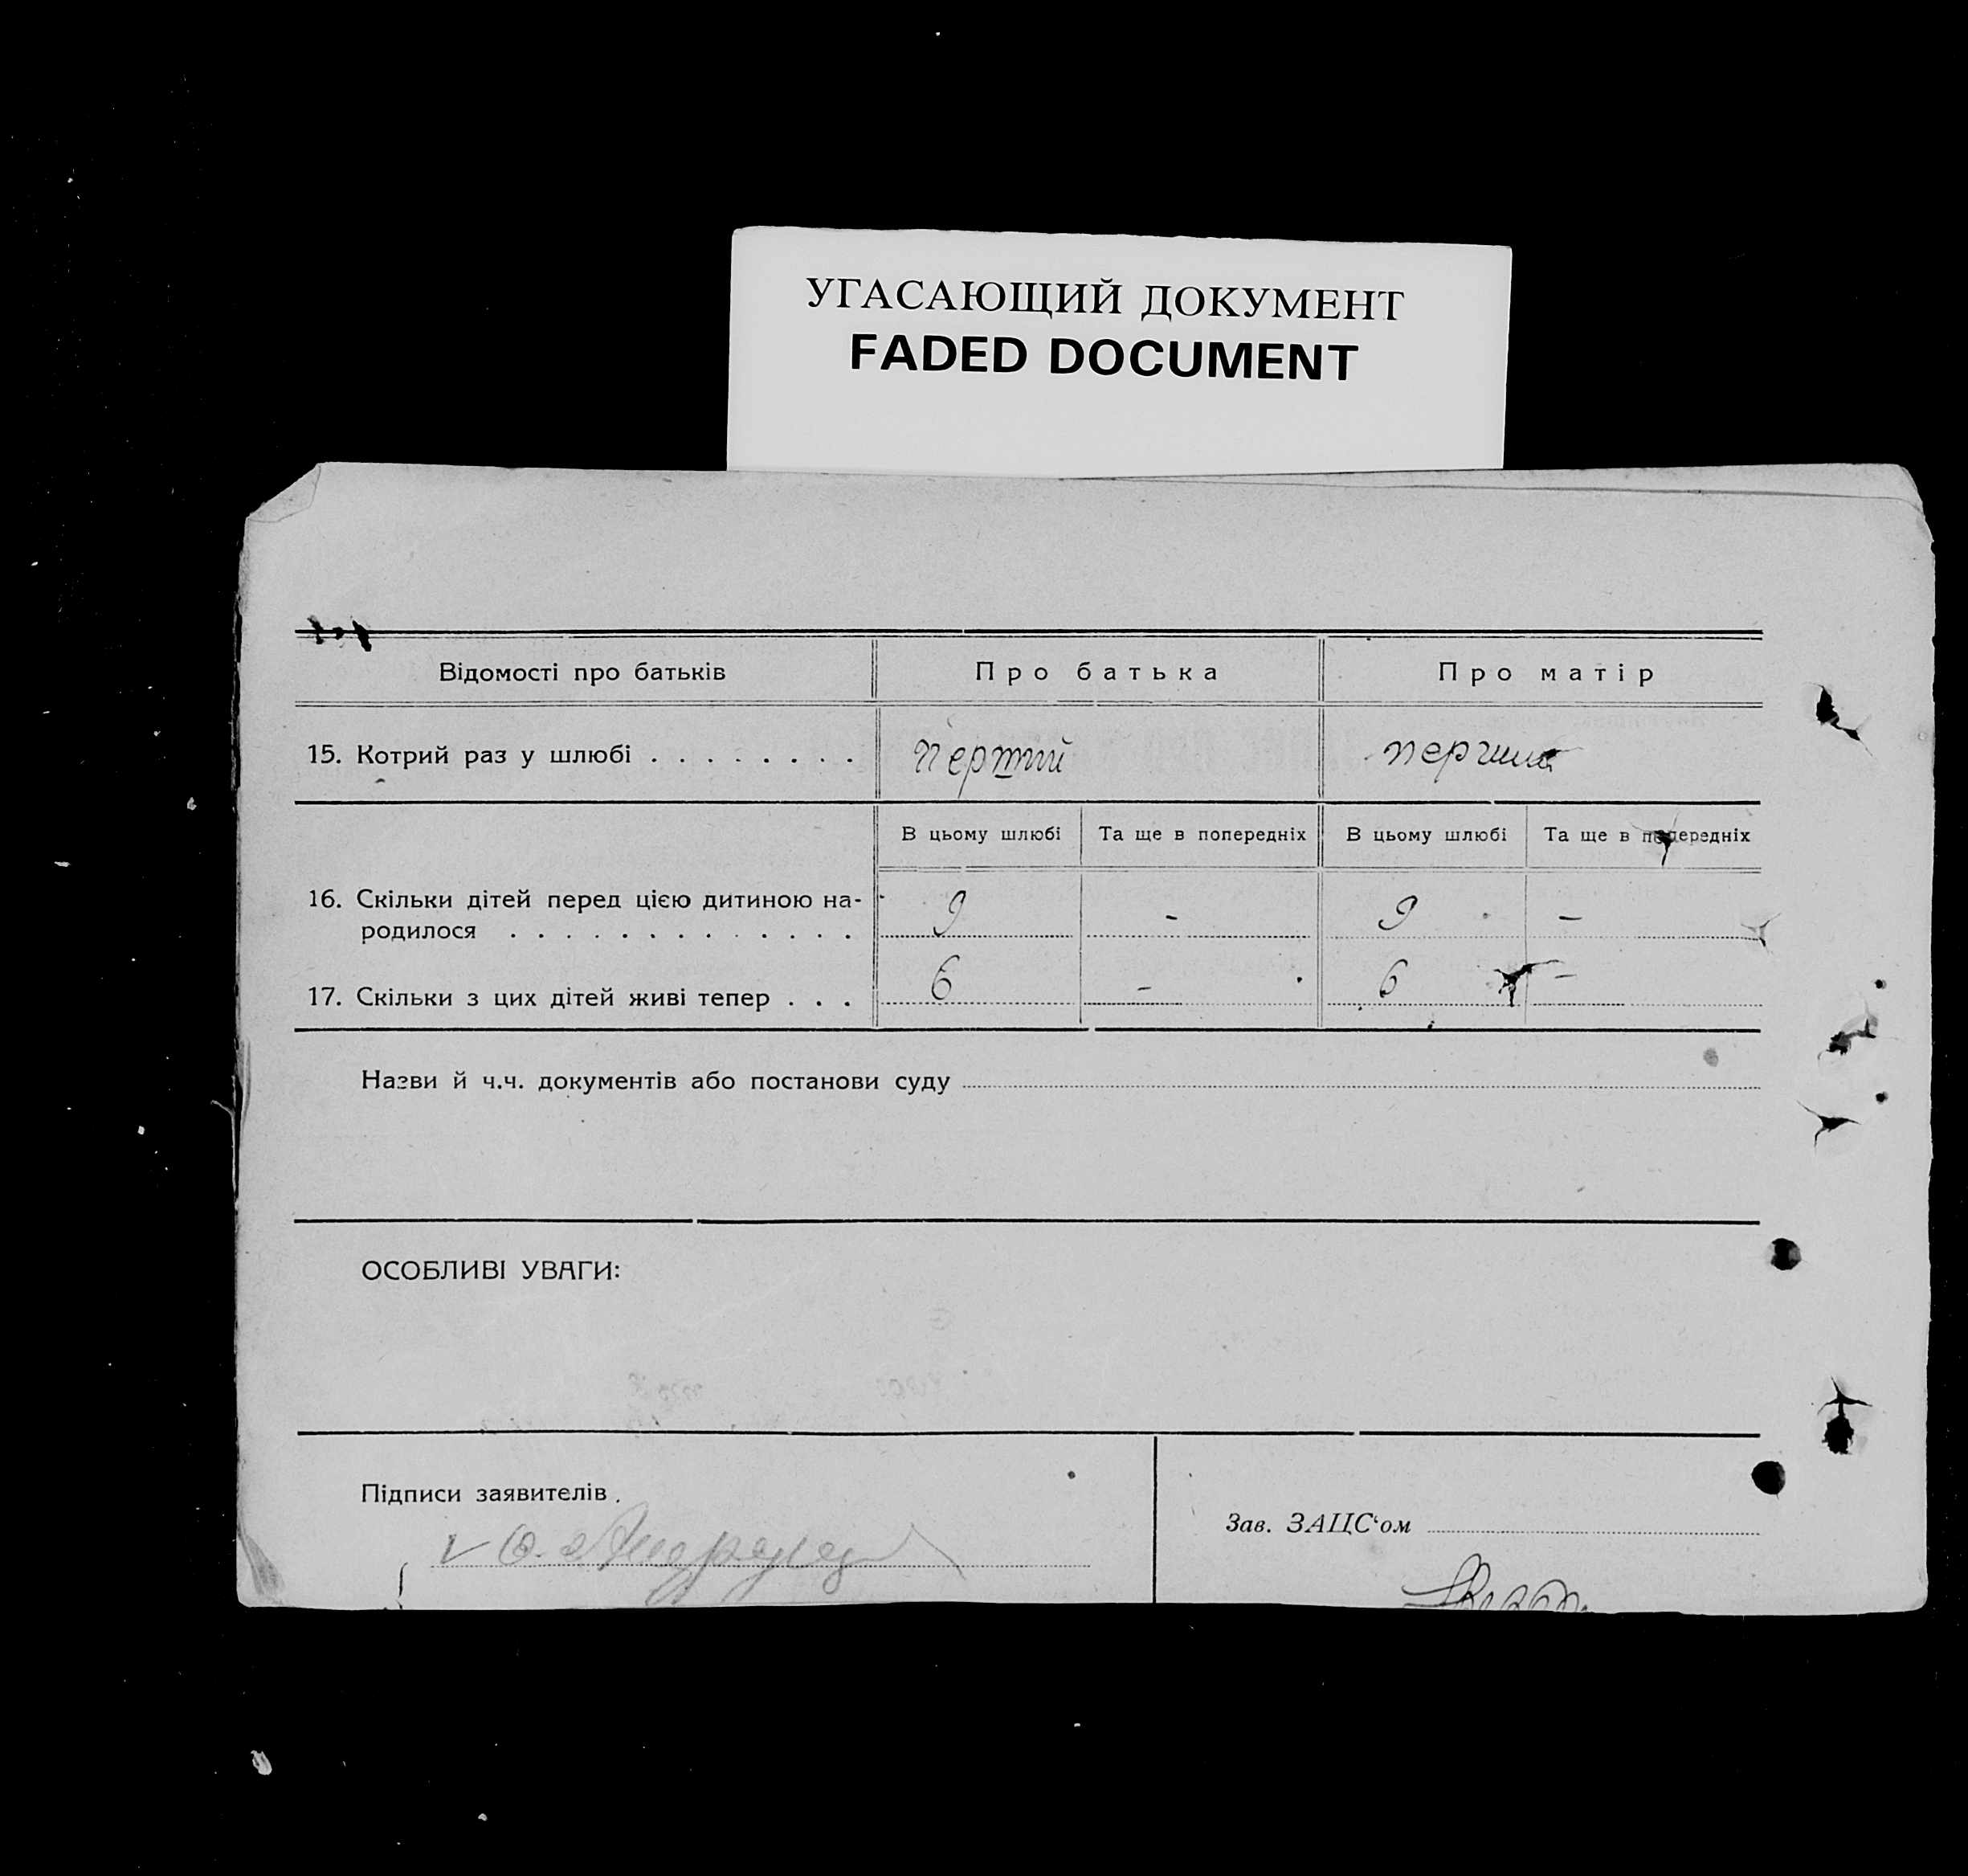 УГАСАЮЩИЙ ДОКУМЕНТ
FADED DOCUMENT
Відомості про батьків Про батька Про матір
15. Котрий раз у шлюбі . . . . . . . . перший перший
В цьому шлюбі Та ще в попередніх В цьому шлюбі Та ще в попередніх
16. Скільки дітей перед цією дитиною на-
родилося . . . . . . . . . . . . . 9 - 9 -
17. Скільки з цих дітей живі тепер . . . 6 - 6 -
Назви й ч.ч. документів або постанови суду
ОСОБЛИВІ УВАГИ:
Підписи заявителів.
Зав. ЗАЦС‘ом